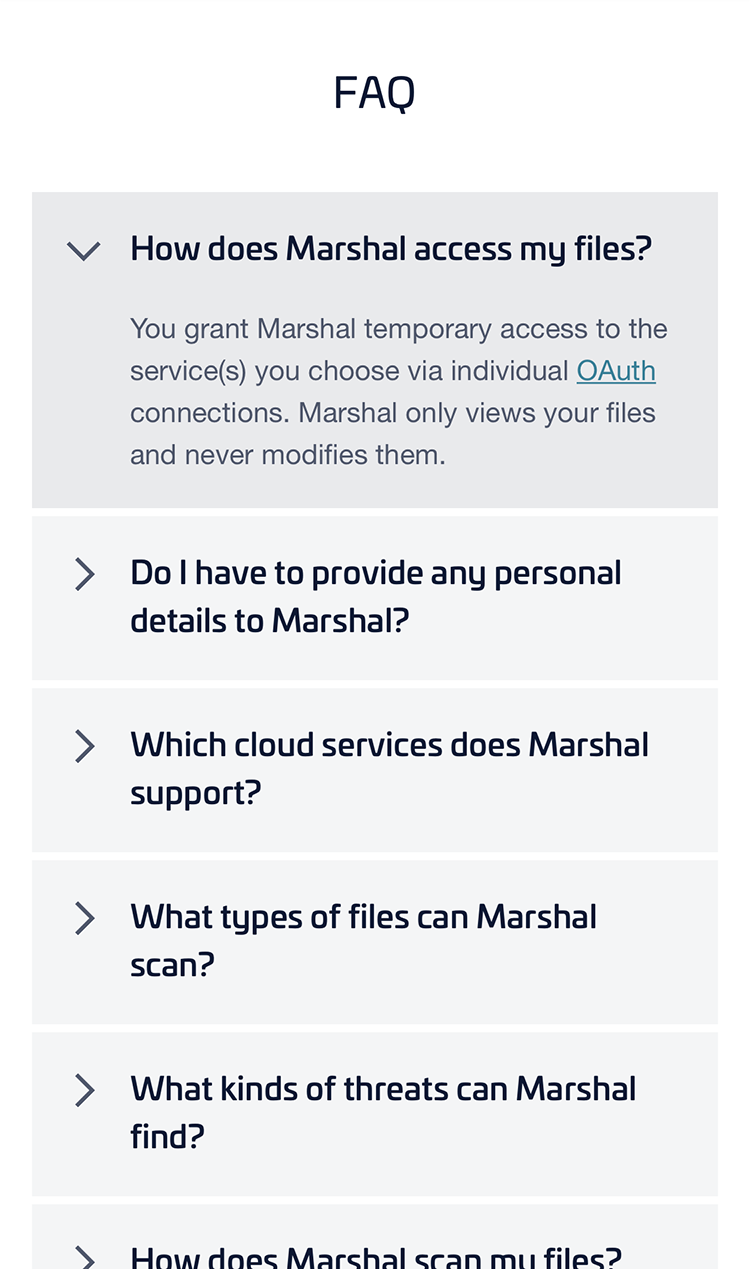 FAQ
How does Marshal access my files?
You grant Marshal temporary access to the
service(s) you choose via individual OAuth
connections. Marshal only views your files
and never modifies them.
Do I have to provide any personal
details to Marshal?
Which cloud services does Marshal
support?
What types of files can Marshal
scan?
What kinds of threats can Marshal
find?
How does Marshal scan my files?